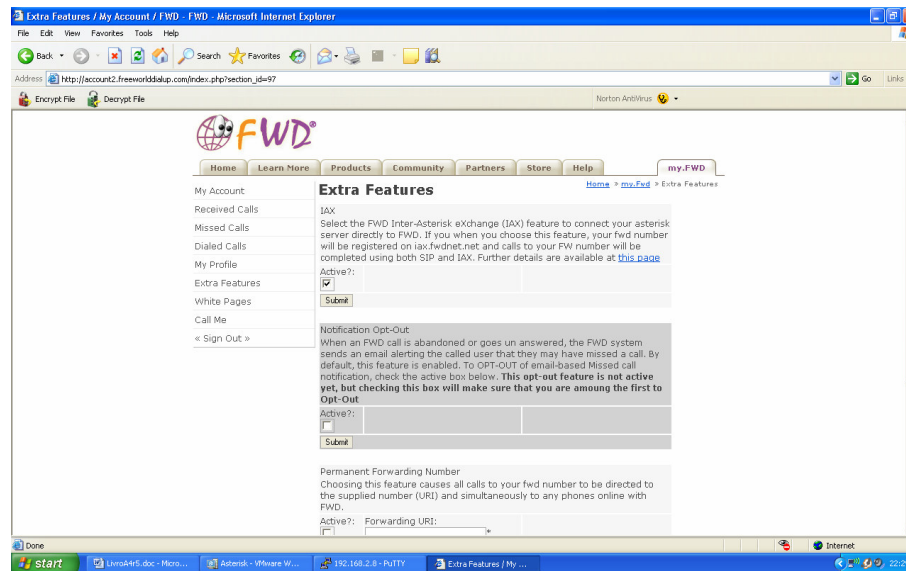 Extra Features / My Account / FWD - FWD - Microsoft Internet Explorer
File Edit View Favorites Tools Help
Back Search Favorites
Address http://account2.freeworlddialup.com/index.php?section_id=97 Go Links
Encrypt File Decrypt File Norton AntiVirus
FWD®
Home Learn More Products Community Partners Store Help my.FWD
Home » my.Fwd » Extra Features
My Account
Received Calls
Missed Calls
Dialed Calls
My Profile
Extra Features
White Pages
Call Me
« Sign Out »
Extra Features
IAX
Select the FWD Inter-Asterisk eXchange (IAX) feature to connect your asterisk
server directly to FWD. If you when you choose this feature, your fwd number
will be registered on iax.fwdnet.net and calls to your FW number will be
completed using both SIP and IAX. Further details are available at this page
Active?:
Submit
Notification Opt-Out
When an FWD call is abandoned or goes un answered, the FWD system
sends an email alerting the called user that they may have missed a call. By
default, this feature is enabled. To OPT-OUT of email-based Missed call
notification, check the active box below. This opt-out feature is not active
yet, but checking this box will make sure that you are amoung the first to
Opt-Out
Active?:
Submit
Permanent Forwarding Number
Choosing this feature causes all calls to your fwd number to be directed to
the supplied number (URI) and simultaneously to any phones online with
FWD.
Active?: Forwarding URI:
*
Done Internet
start LivroA4r5.doc - Micro... Asterisk - VMware W... 192.168.2.8 - PuTTY Extra Features / My ...